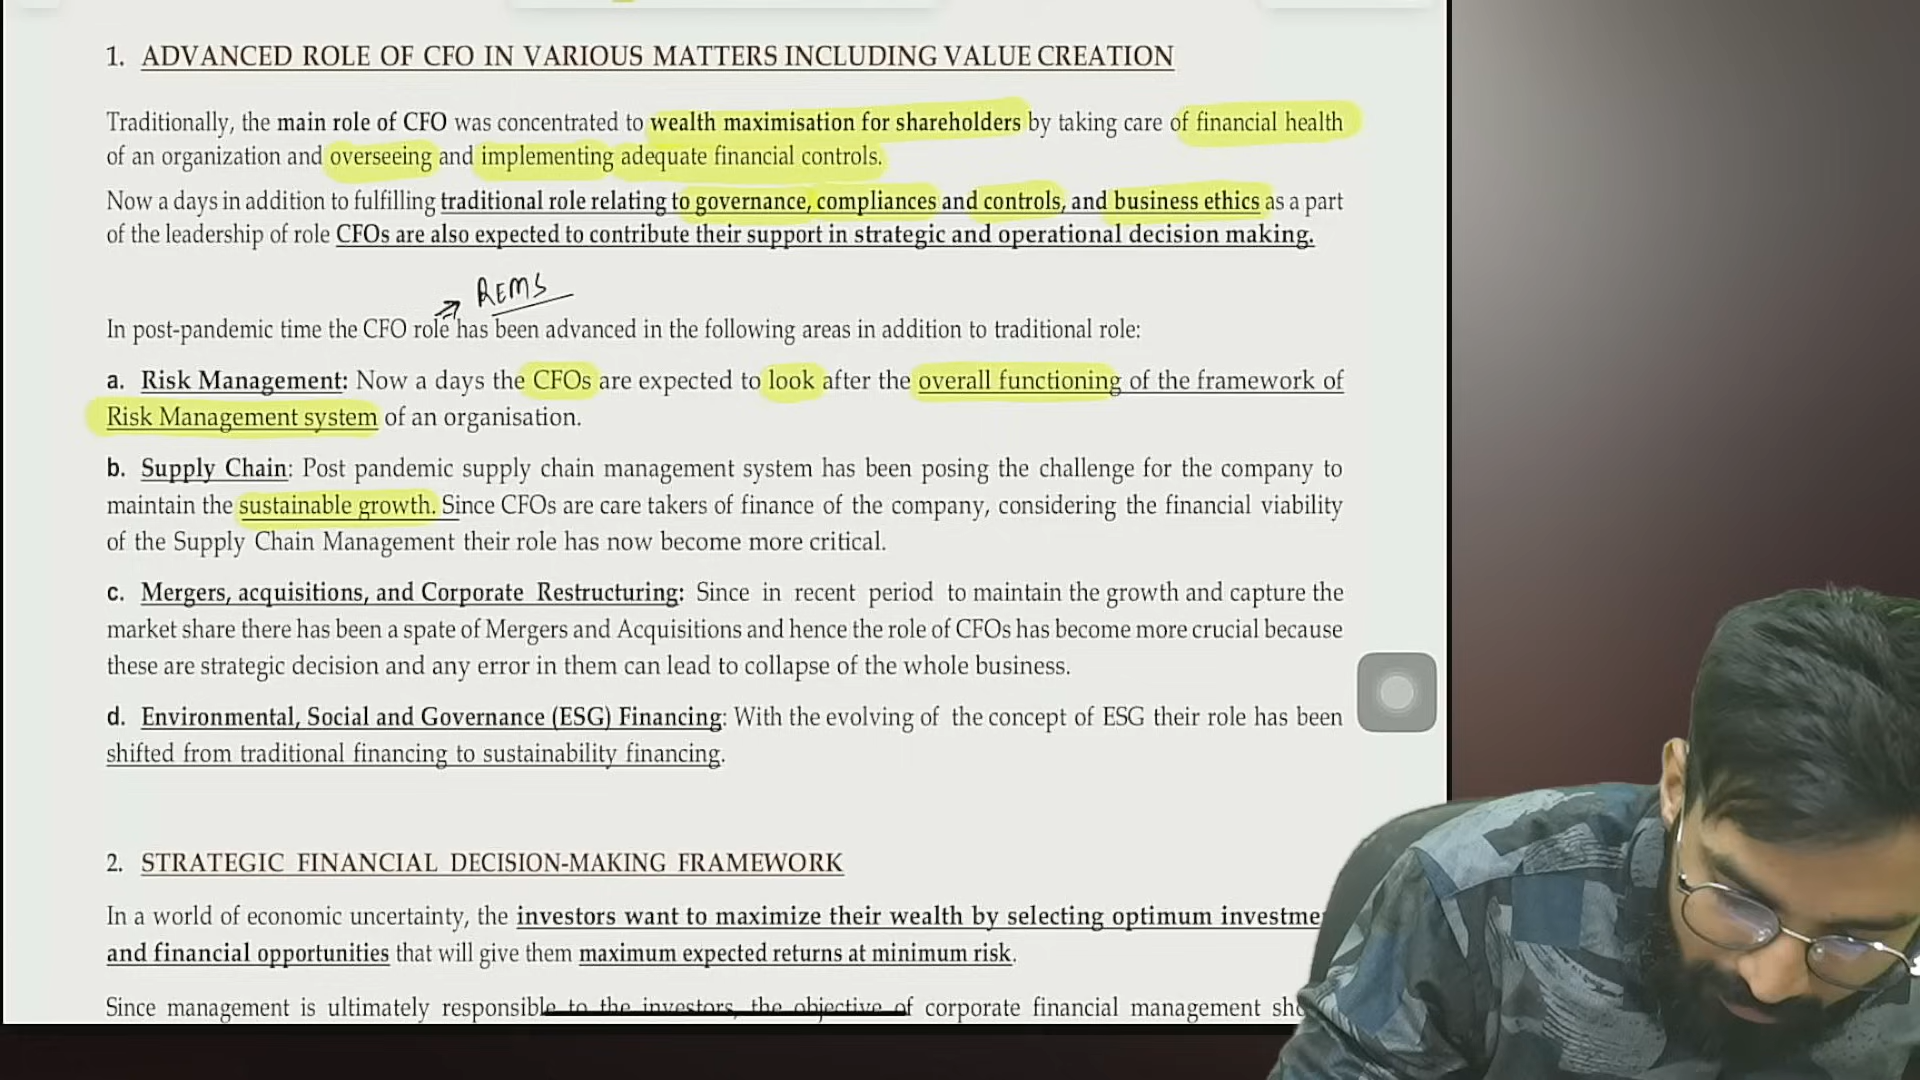 1. ADVANCED ROLE OF CFO IN VARIOUS MATTERS INCLUDING VALUE CREATION
Traditionally, the main role of CFO was concentrated to wealth maximisation for shareholders by taking care of financial health
of an organization and overseeing and implementing adequate financial controls.
Now a days in addition to fulfilling traditional role relating to governance, compliances and controls, and business ethics as a part
of the leadership of role CFOs are also expected to contribute their support in strategic and operational decision making.
REMS
In post-pandemic time the CFO role has been advanced in the following areas in addition to traditional role:
a. Risk Management: Now a days the CFOs are expected to look after the overall functioning of the framework of
Risk Management system of an organisation.
b. Supply Chain: Post pandemic supply chain management system has been posing the challenge for the company to
maintain the sustainable growth. Since CFOs are care takers of finance of the company, considering the financial viability
of the Supply Chain Management their role has now become more critical.
c. Mergers, acquisitions, and Corporate Restructuring: Since in recent period to maintain the growth and capture the
market share there has been a spate of Mergers and Acquisitions and hence the role of CFOs has become more crucial because
these are strategic decision and any error in them can lead to collapse of the whole business.
d. Environmental, Social and Governance (ESG) Financing: With the evolving of the concept of ESG their role has been
shifted from traditional financing to sustainability financing.
2. STRATEGIC FINANCIAL DECISION-MAKING FRAMEWORK
In a world of economic uncertainty, the investors want to maximize their wealth by selecting optimum
and financial opportunities that will give them maximum expected returns at minimum risk.
Since management is ultimately responsible to the investors, the objective of corporate financial management